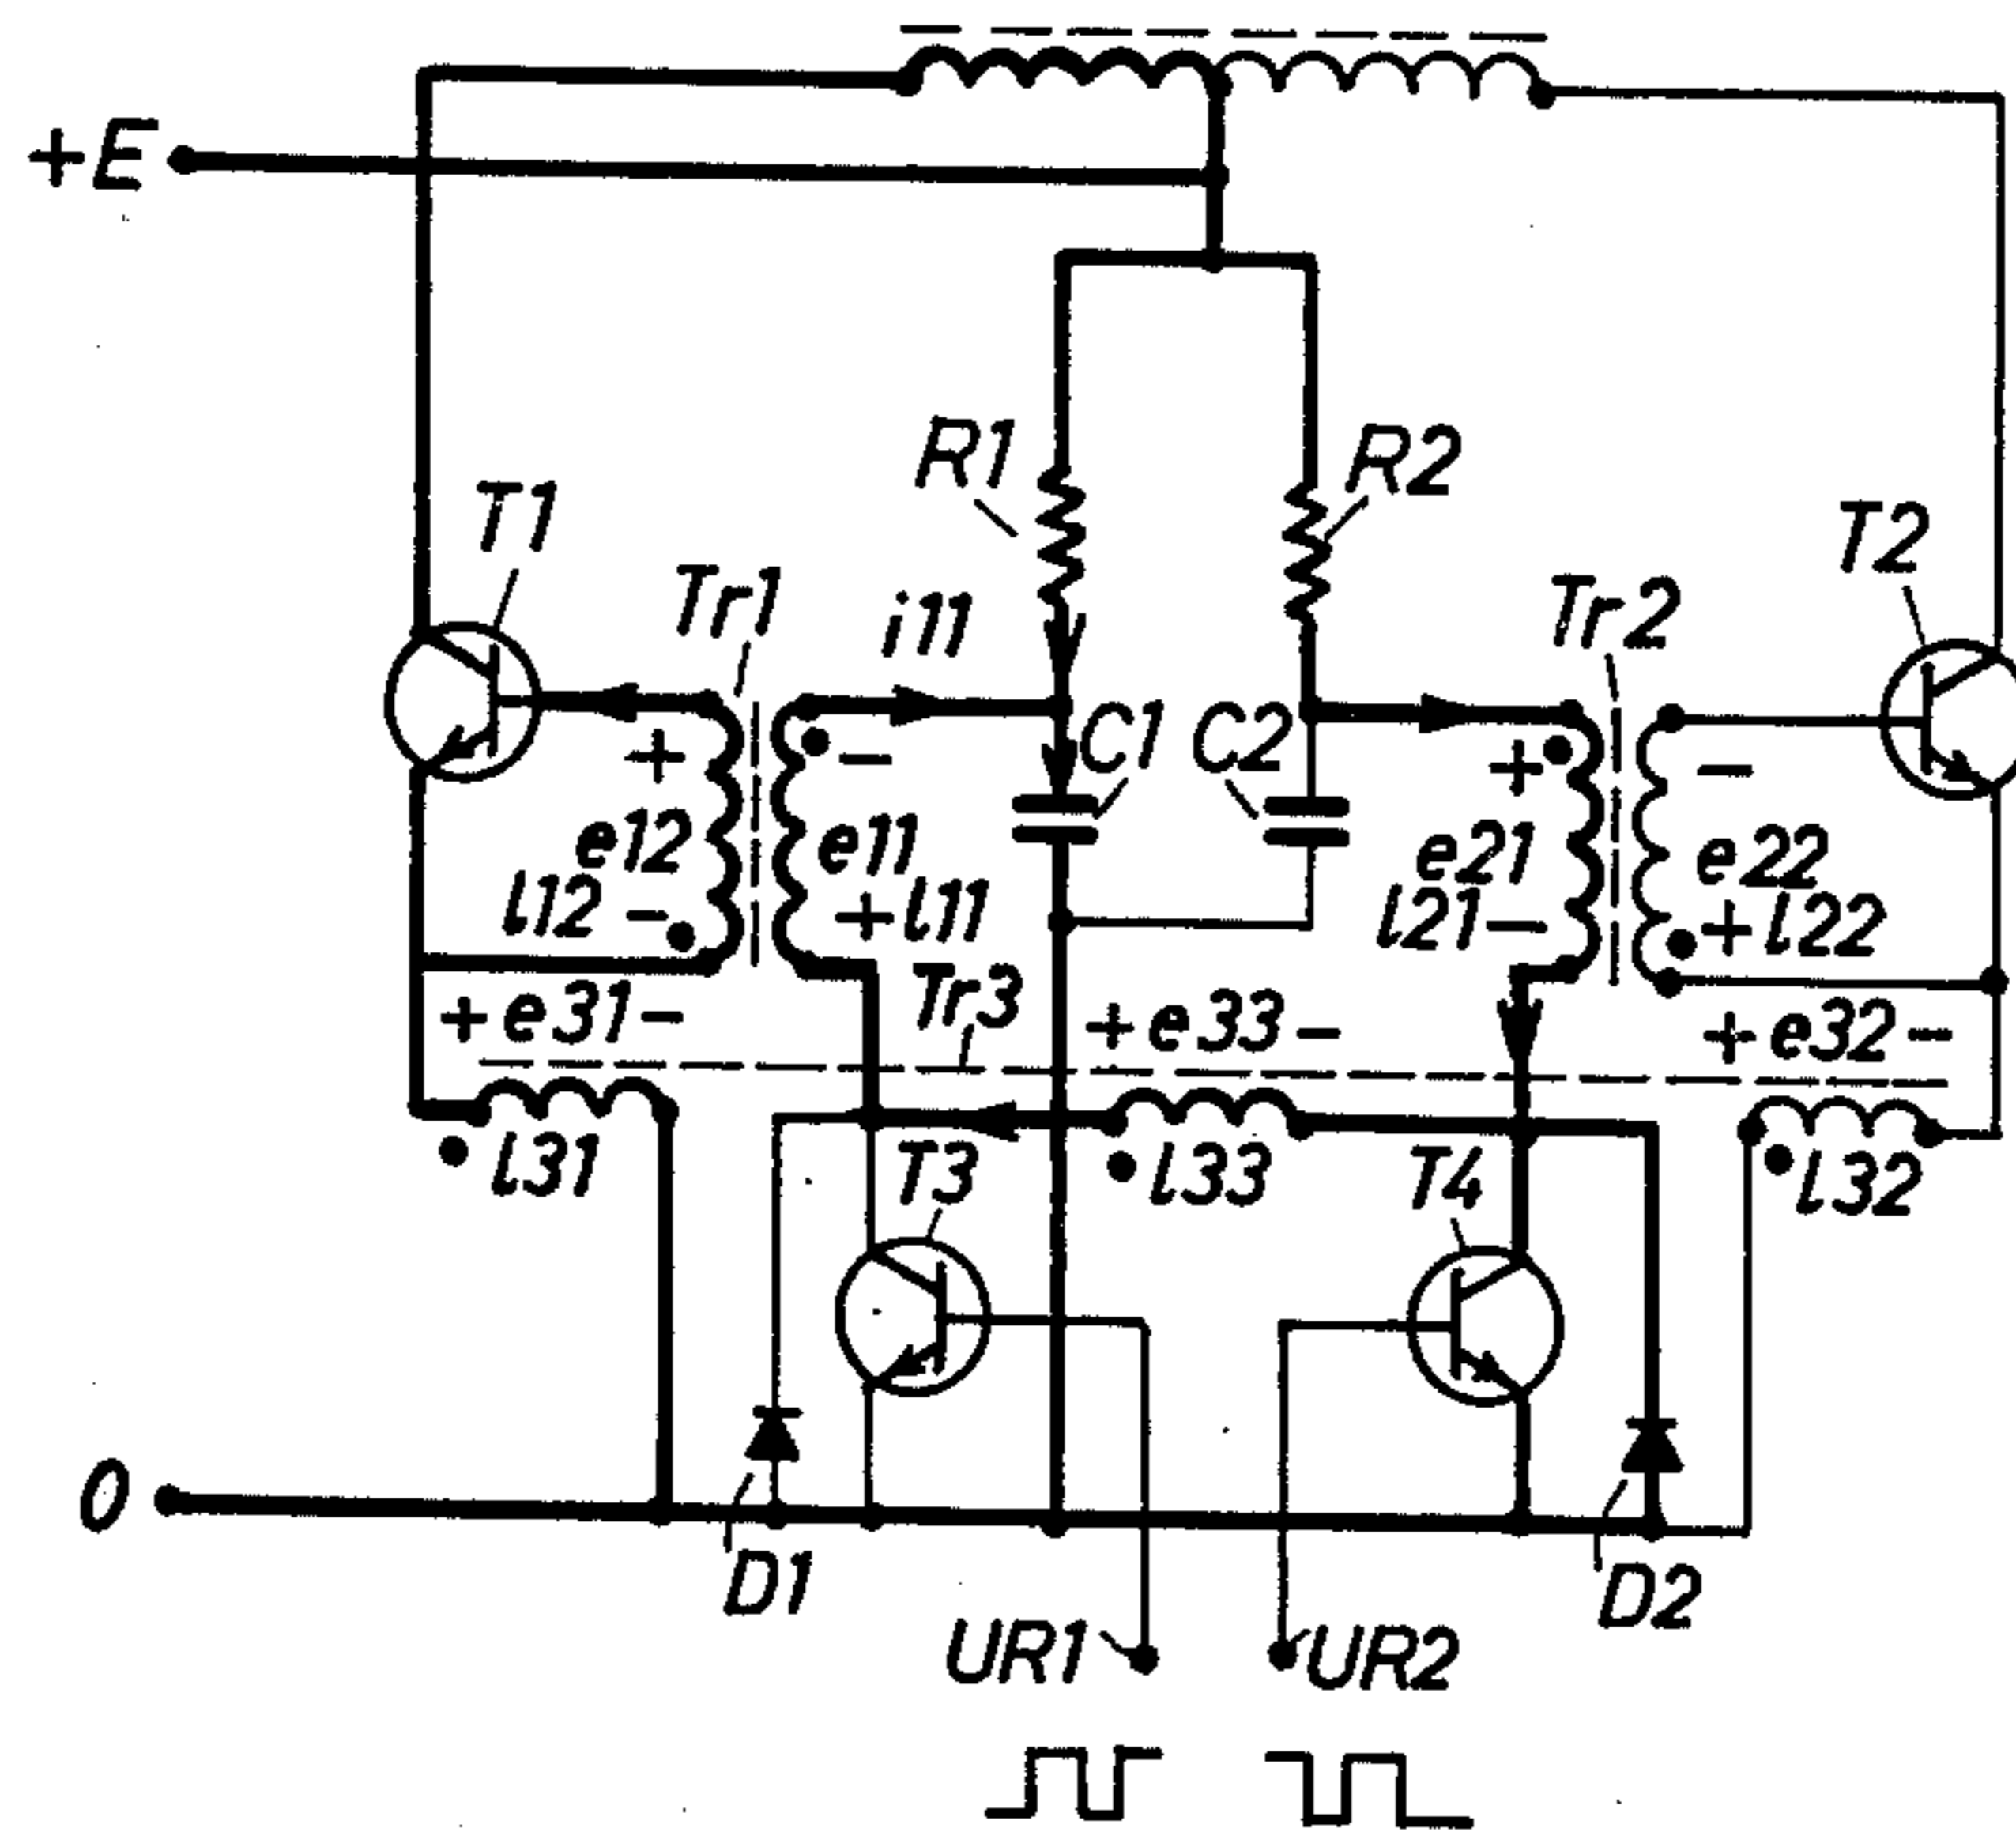 +E
R1
R2
T1
T2
Tr1
i11
Tr2
+
-
C1
C2
+
-
e12
e11
e21
e22
l12 -
+ l11
l21 -
+ l22
Tr3
+ e31 -
+ e33 -
+ e32 -
l31
T3
l33
T4
l32
0
D1
D2
UR1
UR2